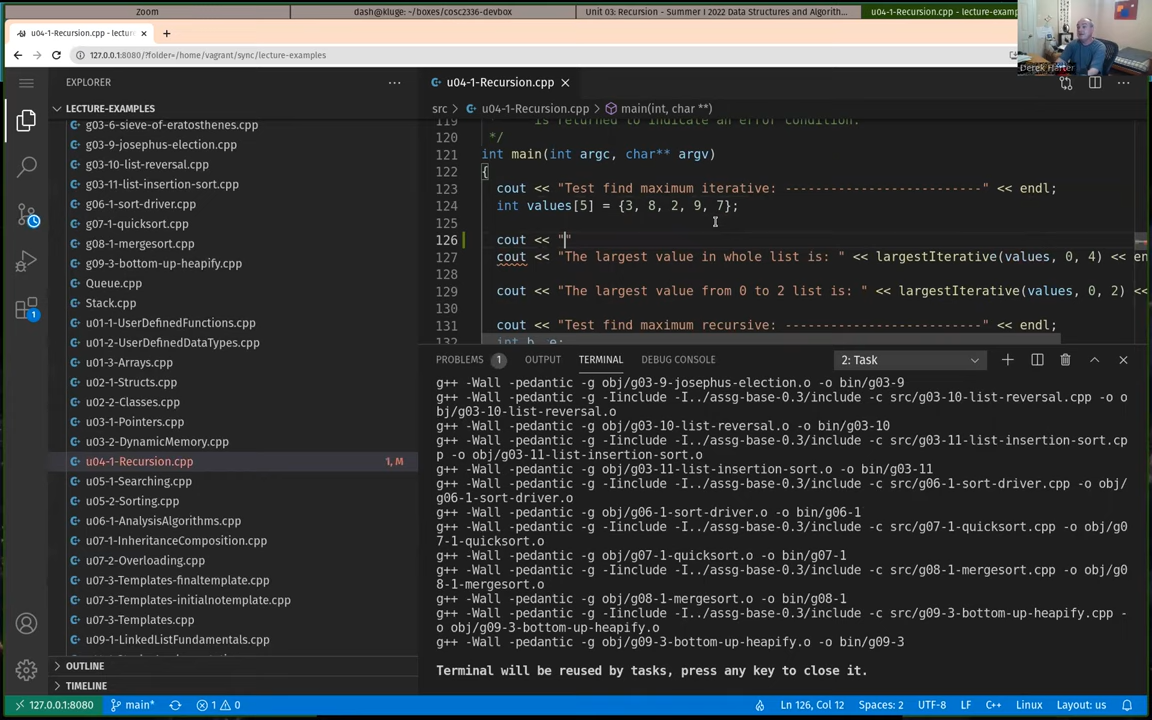 Zoom
dash@kluge: ~/boxes/cosc2336-devbox
Unit 03: Recursion - Summer I 2022 Data Structures and Algorith...
u04-1-Recursion.cpp - lecture-examp
u04-1-Recursion.cpp - lectur
127.0.0.1:8080/?folder=/home/vagrant/sync/lecture-examples
Derek Harter
EXPLORER
LECTURE-EXAMPLES
g03-6-sieve-of-eratosthenes.cpp
g03-9-josephus-election.cpp
g03-10-list-reversal.cpp
g03-11-list-insertion-sort.cpp
g06-1-sort-driver.cpp
g07-1-quicksort.cpp
g08-1-mergesort.cpp
g09-3-bottom-up-heapify.cpp
Queue.cpp
Stack.cpp
u01-1-UserDefinedFunctions.cpp
u01-2-UserDefinedDataTypes.cpp
u01-3-Arrays.cpp
u02-1-Structs.cpp
u02-2-Classes.cpp
u03-1-Pointers.cpp
u03-2-DynamicMemory.cpp
u04-1-Recursion.cpp 1, M
u05-1-Searching.cpp
u05-2-Sorting.cpp
u06-1-AnalysisAlgorithms.cpp
u07-1-InheritanceComposition.cpp
u07-2-Overloading.cpp
u07-3-Templates-finaltemplate.cpp
u07-3-Templates-initialnotemplate.cpp
u07-3-Templates.cpp
u09-1-LinkedListFundamentals.cpp
OUTLINE
TIMELINE
1
u04-1-Recursion.cpp
src > u04-1-Recursion.cpp > main(int, char **)
119 is returned to indicate an error condition.
120 */
121 int main(int argc, char** argv)
122 {
123 cout << "Test find maximum iterative: --------------------------" << endl;
124 int values[5] = {3, 8, 2, 9, 7};
125
126 cout << ""
127 cout << "The largest value in whole list is: " << largestIterative(values, 0, 4) << en
128
129 cout << "The largest value from 0 to 2 list is: " << largestIterative(values, 0, 2) <<
130
131 cout << "Test find maximum recursive: --------------------------" << endl;
132 int b, e;
PROBLEMS 1 OUTPUT TERMINAL DEBUG CONSOLE 2: Task
g++ -Wall -pedantic -g obj/g03-9-josephus-election.o -o bin/g03-9
g++ -Wall -pedantic -g -Iinclude -I../assg-base-0.3/include -c src/g03-10-list-reversal.cpp -o o
bj/g03-10-list-reversal.o
g++ -Wall -pedantic -g obj/g03-10-list-reversal.o -o bin/g03-10
g++ -Wall -pedantic -g -Iinclude -I../assg-base-0.3/include -c src/g03-11-list-insertion-sort.cp
p -o obj/g03-11-list-insertion-sort.o
g++ -Wall -pedantic -g obj/g03-11-list-insertion-sort.o -o bin/g03-11
g++ -Wall -pedantic -g -Iinclude -I../assg-base-0.3/include -c src/g06-1-sort-driver.cpp -o obj/
g06-1-sort-driver.o
g++ -Wall -pedantic -g obj/g06-1-sort-driver.o -o bin/g06-1
g++ -Wall -pedantic -g -Iinclude -I../assg-base-0.3/include -c src/g07-1-quicksort.cpp -o obj/g0
7-1-quicksort.o
g++ -Wall -pedantic -g obj/g07-1-quicksort.o -o bin/g07-1
g++ -Wall -pedantic -g -Iinclude -I../assg-base-0.3/include -c src/g08-1-mergesort.cpp -o obj/g0
8-1-mergesort.o
g++ -Wall -pedantic -g obj/g08-1-mergesort.o -o bin/g08-1
g++ -Wall -pedantic -g -Iinclude -I../assg-base-0.3/include -c src/g09-3-bottom-up-heapify.cpp -
o obj/g09-3-bottom-up-heapify.o
g++ -Wall -pedantic -g obj/g09-3-bottom-up-heapify.o -o bin/g09-3
Terminal will be reused by tasks, press any key to close it.
127.0.0.1:8080 main* 1 0 Ln 126, Col 12 Spaces: 2 UTF-8 LF C++ Linux Layout: us